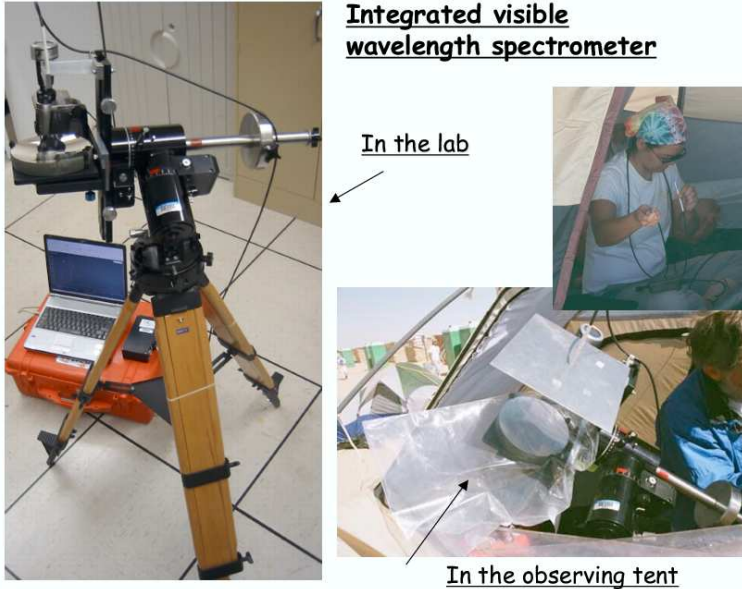 Integrated visible
wavelength spectrometer
In the lab
In the observing tent